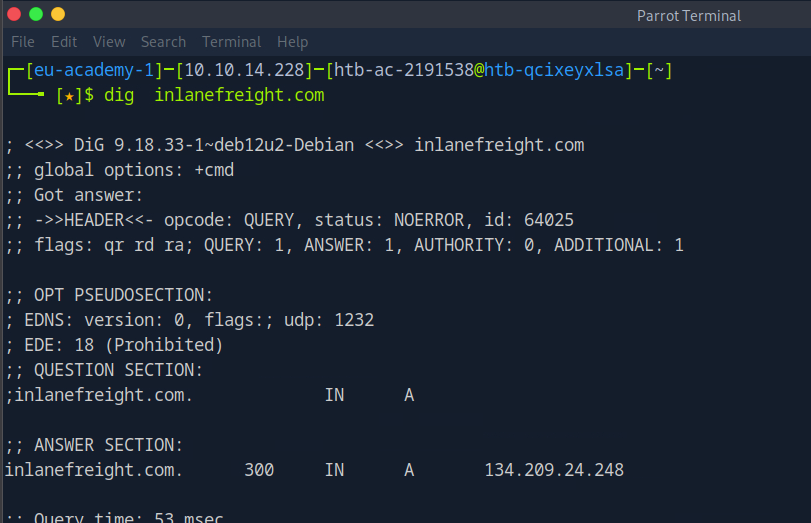 Parrot Terminal
File Edit View Search Terminal Help
┌─[eu-academy-1]─[10.10.14.228]─[htb-ac-2191538@htb-qcixeyxlsa]─[~]
└──╼ [★]$ dig  inlanefreight.com
; <<>> DiG 9.18.33-1~deb12u2-Debian <<>> inlanefreight.com
;; global options: +cmd
;; Got answer:
;; ->>HEADER<<- opcode: QUERY, status: NOERROR, id: 64025
;; flags: qr rd ra; QUERY: 1, ANSWER: 1, AUTHORITY: 0, ADDITIONAL: 1
;; OPT PSEUDOSECTION:
; EDNS: version: 0, flags:; udp: 1232
; EDE: 18 (Prohibited)
;; QUESTION SECTION:
;inlanefreight.com. IN A
;; ANSWER SECTION:
inlanefreight.com. 300 IN A 134.209.24.248
;; Query time: 53 msec